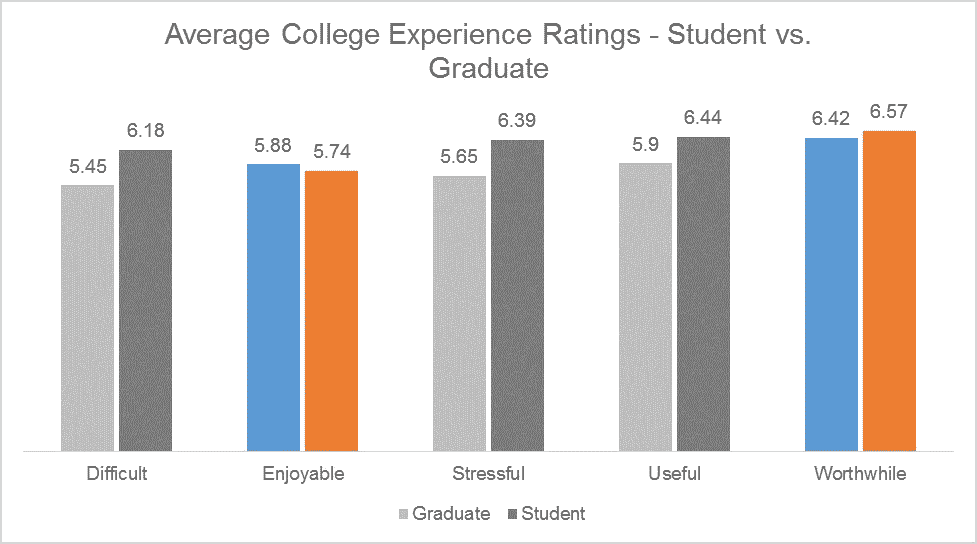 Average College Experience Ratings - Student vs.
Graduate
5.45 6.18 5.88 5.74 5.65 6.39 5.9 6.44 6.42 6.57
Difficult Enjoyable Stressful Useful Worthwhile
Graduate Student